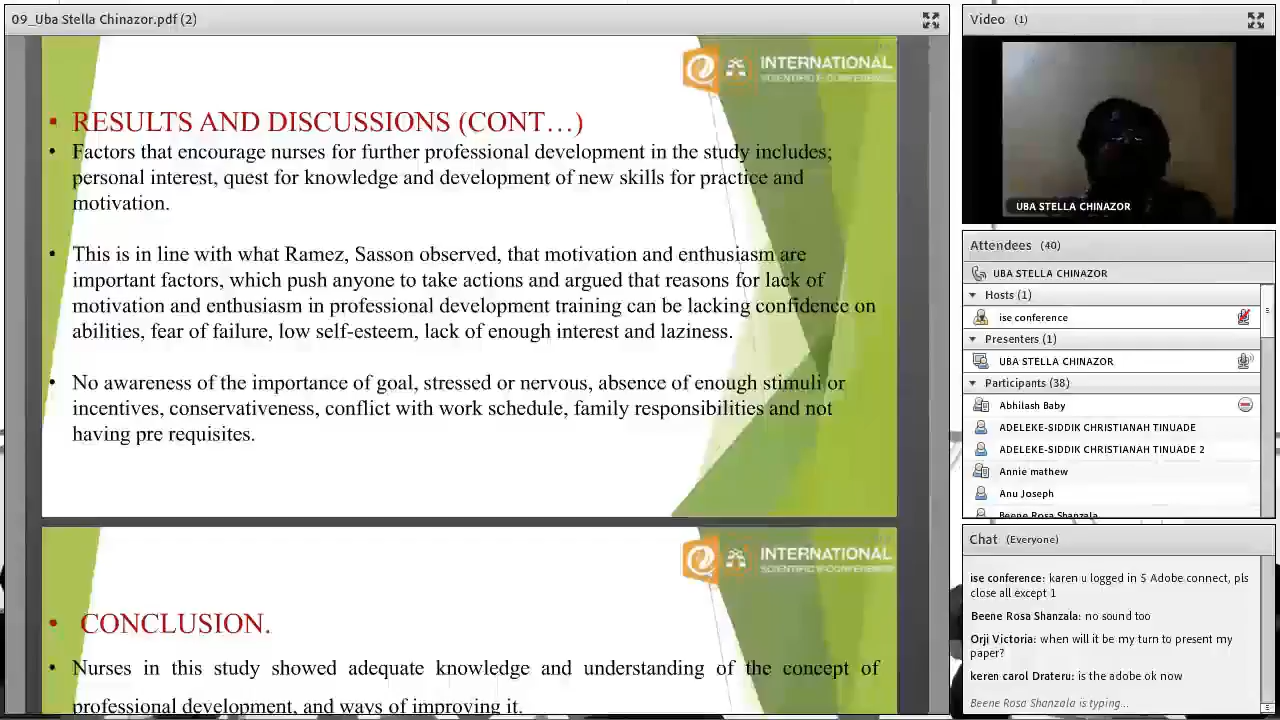 09_Uba Stella Chinazor.pdf (2)
INTERNATIONAL
SCIENTIFIC E-CONFERENCE
▪ RESULTS AND DISCUSSIONS (CONT…)
• Factors that encourage nurses for further professional development in the study includes;
personal interest, quest for knowledge and development of new skills for practice and
motivation.
• This is in line with what Ramez, Sasson observed, that motivation and enthusiasm are
important factors, which push anyone to take actions and argued that reasons for lack of
motivation and enthusiasm in professional development training can be lacking confidence on
abilities, fear of failure, low self-esteem, lack of enough interest and laziness.
• No awareness of the importance of goal, stressed or nervous, absence of enough stimuli or
incentives, conservativeness, conflict with work schedule, family responsibilities and not
having pre requisites.
INTERNATIONAL
SCIENTIFIC E-CONFERENCE
• CONCLUSION.
• Nurses in this study showed adequate knowledge and understanding of the concept of
professional development, and ways of improving it.
Video (1)
UBA STELLA CHINAZOR
Attendees (40)
UBA STELLA CHINAZOR
Hosts (1)
ise conference
Presenters (1)
UBA STELLA CHINAZOR
Participants (38)
Abhilash Baby
ADELEKE-SIDDIK CHRISTIANAH TINUADE
ADELEKE-SIDDIK CHRISTIANAH TINUADE 2
Annie mathew
Anu Joseph
Beene Rosa Shanzala
Chat (Everyone)
ise conference: karen u logged in 5 Adobe connect, pls
close all except 1
Beene Rosa Shanzala: no sound too
Orji Victoria: when will it be my turn to present my
paper?
keren carol Drateru: is the adobe ok now
Beene Rosa Shanzala is typing...